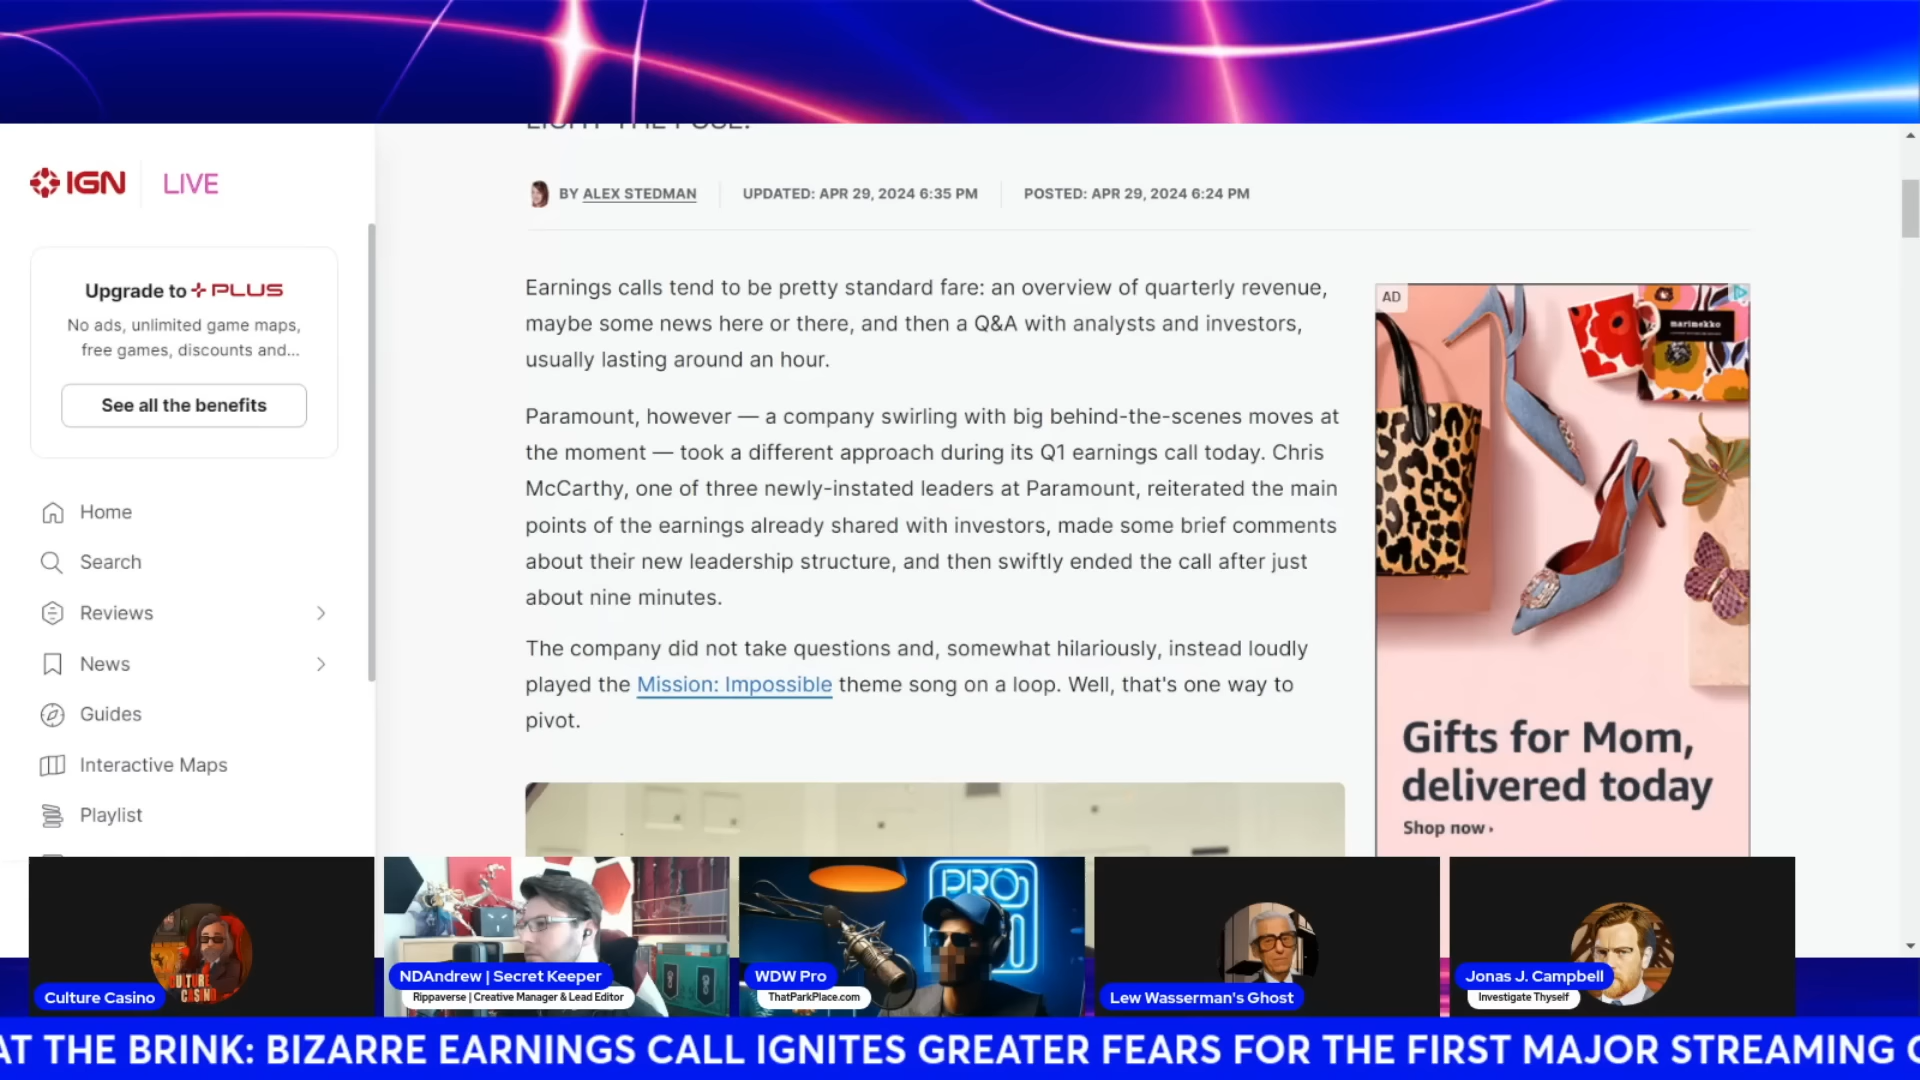 LIGHT THE FUSE.
IGN LIVE
BY ALEX STEDMAN UPDATED: APR 29, 2024 6:35 PM POSTED: APR 29, 2024 6:24 PM
Upgrade to PLUS
No ads, unlimited game maps,
free games, discounts and...
See all the benefits
Home
Search
Reviews
News
Guides
Interactive Maps
Playlist
Earnings calls tend to be pretty standard fare: an overview of quarterly revenue,
maybe some news here or there, and then a Q&A with analysts and investors,
usually lasting around an hour.
Paramount, however — a company swirling with big behind-the-scenes moves at
the moment — took a different approach during its Q1 earnings call today. Chris
McCarthy, one of three newly-instated leaders at Paramount, reiterated the main
points of the earnings already shared with investors, made some brief comments
about their new leadership structure, and then swiftly ended the call after just
about nine minutes.
The company did not take questions and, somewhat hilariously, instead loudly
played the Mission: Impossible theme song on a loop. Well, that's one way to
pivot.
AD
marimekko
Gifts for Mom,
delivered today
Shop now ›
CULTURE
CASINO
Culture Casino
NDAndrew | Secret Keeper
Rippaverse | Creative Manager & Lead Editor
PRO
WDW Pro
ThatParkPlace.com
Lew Wasserman's Ghost
Jonas J. Campbell
Investigate Thyself
AT THE BRINK: BIZARRE EARNINGS CALL IGNITES GREATER FEARS FOR THE FIRST MAJOR STREAMING